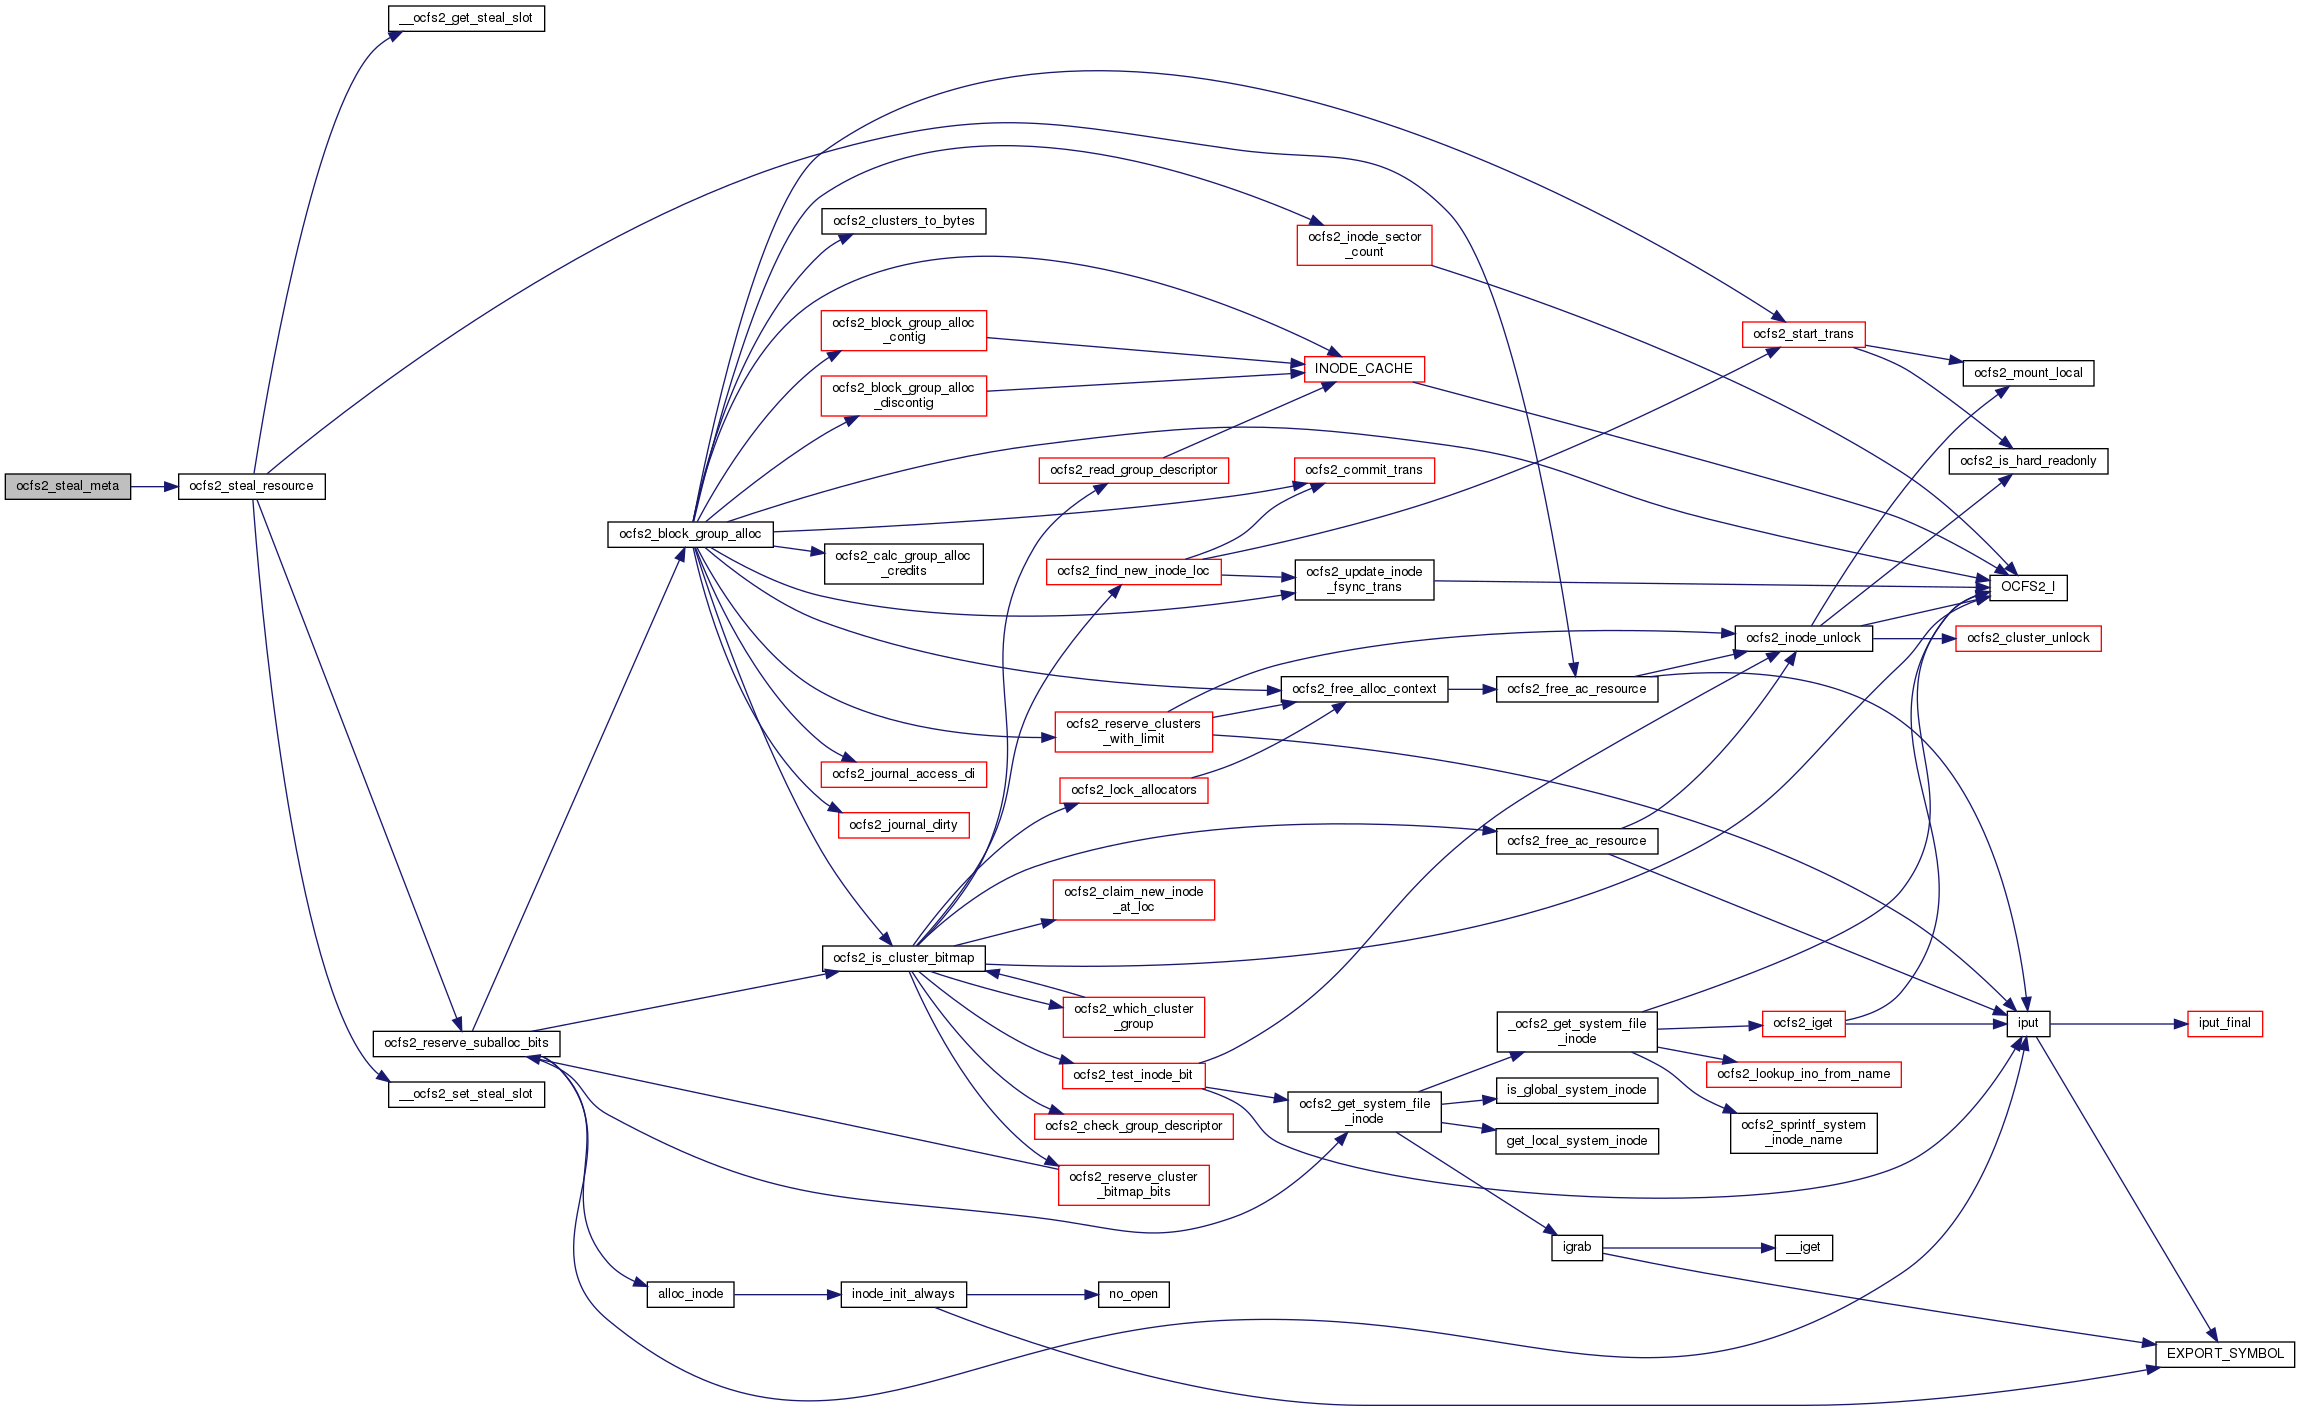 __ocfs2_get_steal_slot
ocfs2_clusters_to_bytes
ocfs2_inode_sector
_count
ocfs2_block_group_alloc
_contig
ocfs2_start_trans
INODE_CACHE
ocfs2_mount_local
ocfs2_block_group_alloc
_discontig
ocfs2_is_hard_readonly
ocfs2_read_group_descriptor
ocfs2_commit_trans
ocfs2_steal_meta
ocfs2_steal_resource
ocfs2_block_group_alloc
ocfs2_calc_group_alloc
_credits
ocfs2_find_new_inode_loc
ocfs2_update_inode
_fsync_trans
OCFS2_I
ocfs2_inode_unlock
ocfs2_cluster_unlock
ocfs2_free_alloc_context
ocfs2_free_ac_resource
ocfs2_reserve_clusters
_with_limit
ocfs2_journal_access_di
ocfs2_lock_allocators
ocfs2_journal_dirty
ocfs2_free_ac_resource
ocfs2_claim_new_inode
_at_loc
ocfs2_is_cluster_bitmap
ocfs2_which_cluster
_group
_ocfs2_get_system_file
_inode
ocfs2_iget
iput
iput_final
ocfs2_reserve_suballoc_bits
ocfs2_test_inode_bit
ocfs2_lookup_ino_from_name
__ocfs2_set_steal_slot
ocfs2_get_system_file
_inode
is_global_system_inode
ocfs2_check_group_descriptor
ocfs2_sprintf_system
_inode_name
get_local_system_inode
ocfs2_reserve_cluster
_bitmap_bits
igrab
__iget
alloc_inode
inode_init_always
no_open
EXPORT_SYMBOL